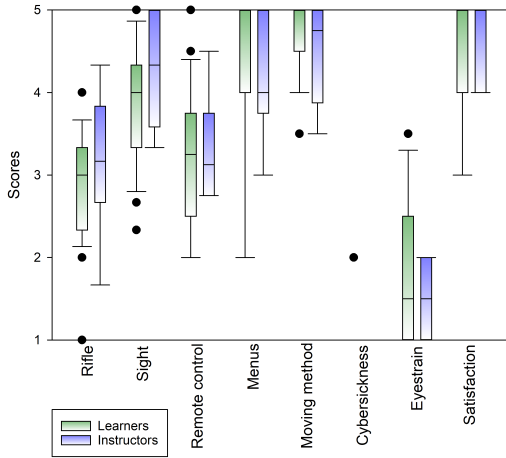 5
4
3
2
1
Scores
Rifle
Sight
Remote control
Menus
Moving method
Cybersickness
Eyestrain
Satisfaction
Learners
Instructors